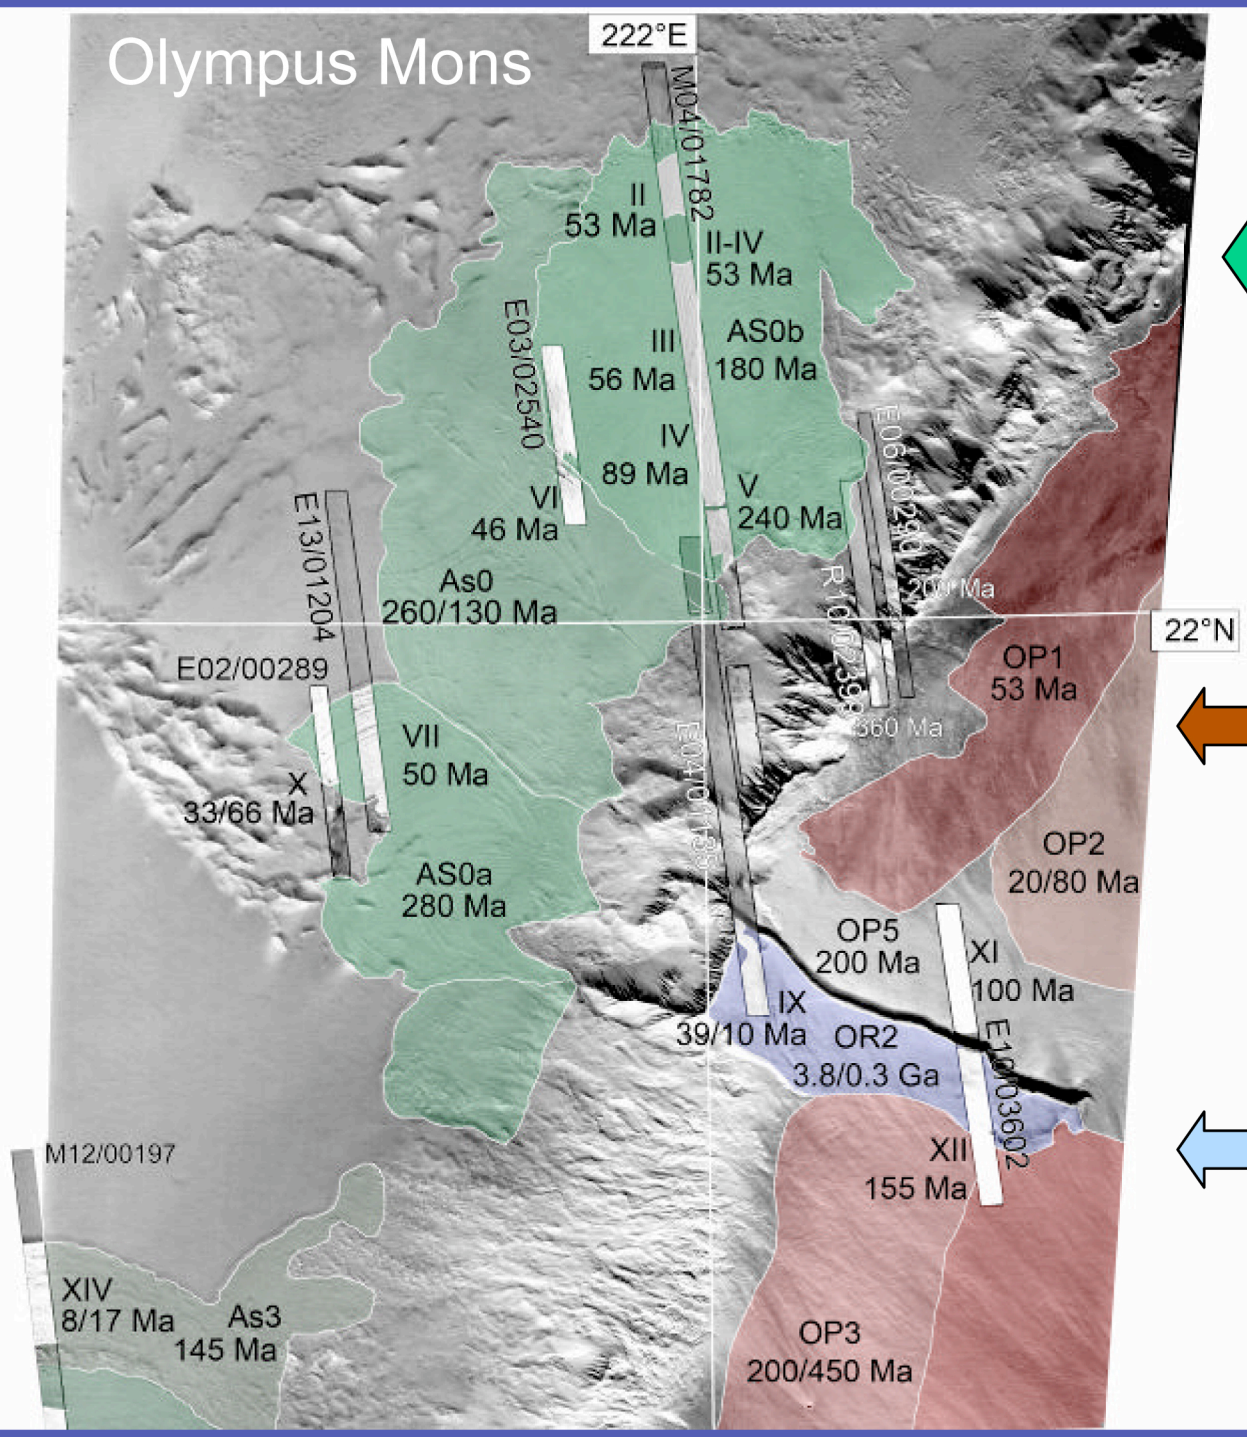 Olympus Mons
222°E
M04/01782
II
53 Ma
II-IV
53 Ma
E03/02540
III
56 Ma
AS0b
180 Ma
IV
89 Ma
V
240 Ma
VI
46 Ma
E13/01204
As0
260/130 Ma
200 Ma
22°N
E02/00289
OP1
53 Ma
360 Ma
VII
50 Ma
X
33/66 Ma
OP2
20/80 Ma
AS0a
280 Ma
OP5
200 Ma
XI
100 Ma
IX
39/10 Ma
OR2
3.8/0.3 Ga
E10/03602
XII
155 Ma
M12/00197
XIV
8/17 Ma
As3
145 Ma
OP3
200/450 Ma